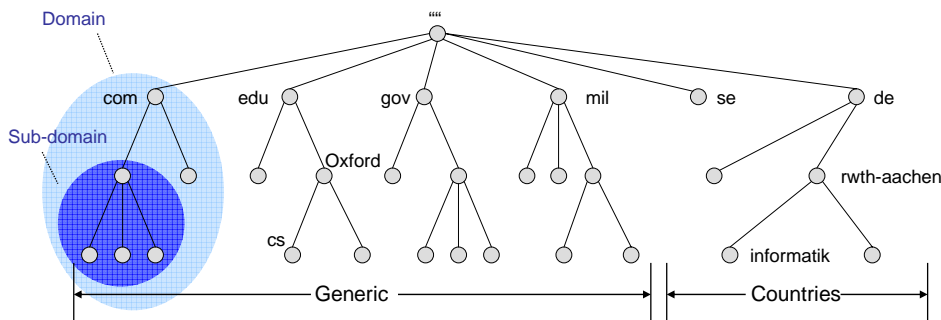 Domain
““
com
edu
gov
mil
se
de
Sub-domain
Oxford
rwth-aachen
cs
informatik
Generic
Countries